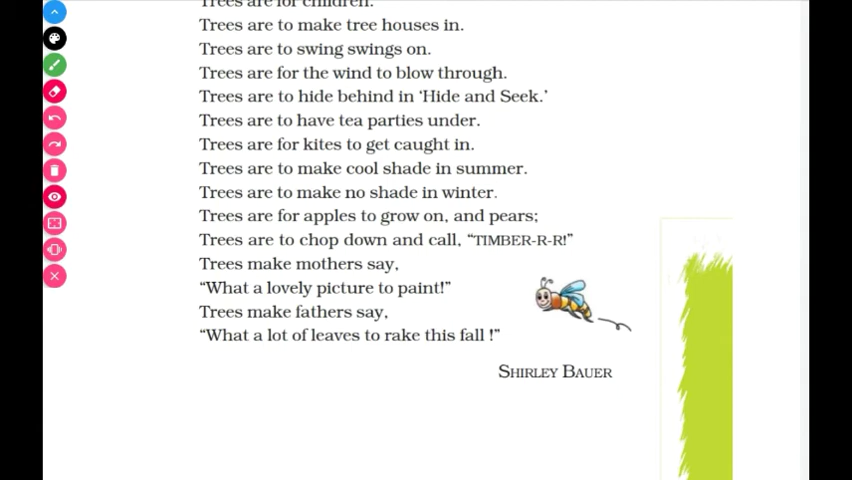 Trees are for children.
Trees are to make tree houses in.
Trees are to swing swings on.
Trees are for the wind to blow through.
Trees are to hide behind in ‘Hide and Seek.’
Trees are to have tea parties under.
Trees are for kites to get caught in.
Trees are to make cool shade in summer.
Trees are to make no shade in winter.
Trees are for apples to grow on, and pears;
Trees are to chop down and call, “TIMBER-R-R!”
Trees make mothers say,
“What a lovely picture to paint!”
Trees make fathers say,
“What a lot of leaves to rake this fall !”
SHIRLEY BAUER